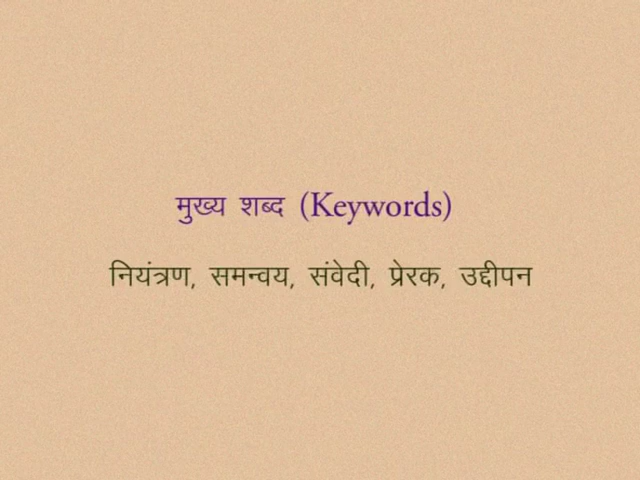 मुख्य शब्द (Keywords)
नियंत्रण, समन्वय, संवेदी, प्रेरक, उद्दीपन